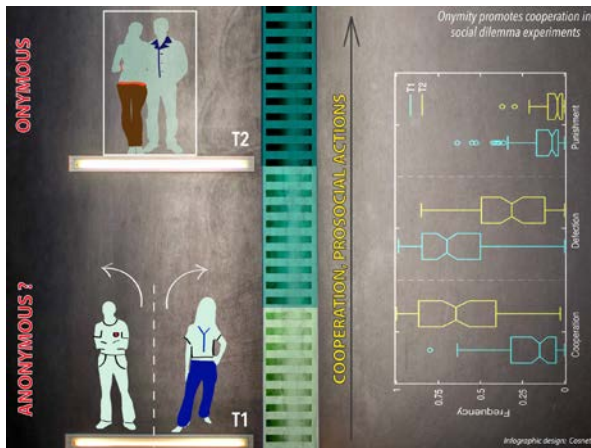 Onymity promotes cooperation in
social dilemma experiments
ONYMOUS
T2
ANONYMOUS ?
T1
COOPERATION, PROSOCIAL ACTIONS
T1
T2
Punishment
Defection
Cooperation
1
0.75
0.5
0.25
0
Frequency
Infographic design: Casnet